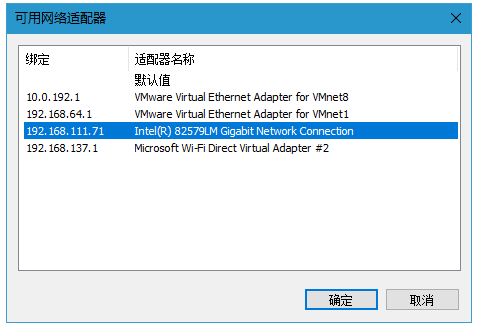 可用网络适配器
绑定 适配器名称
默认值
10.0.192.1 VMware Virtual Ethernet Adapter for VMnet8
192.168.64.1 VMware Virtual Ethernet Adapter for VMnet1
192.168.111.71 Intel(R) 82579LM Gigabit Network Connection
192.168.137.1 Microsoft Wi-Fi Direct Virtual Adapter #2
确定 取消